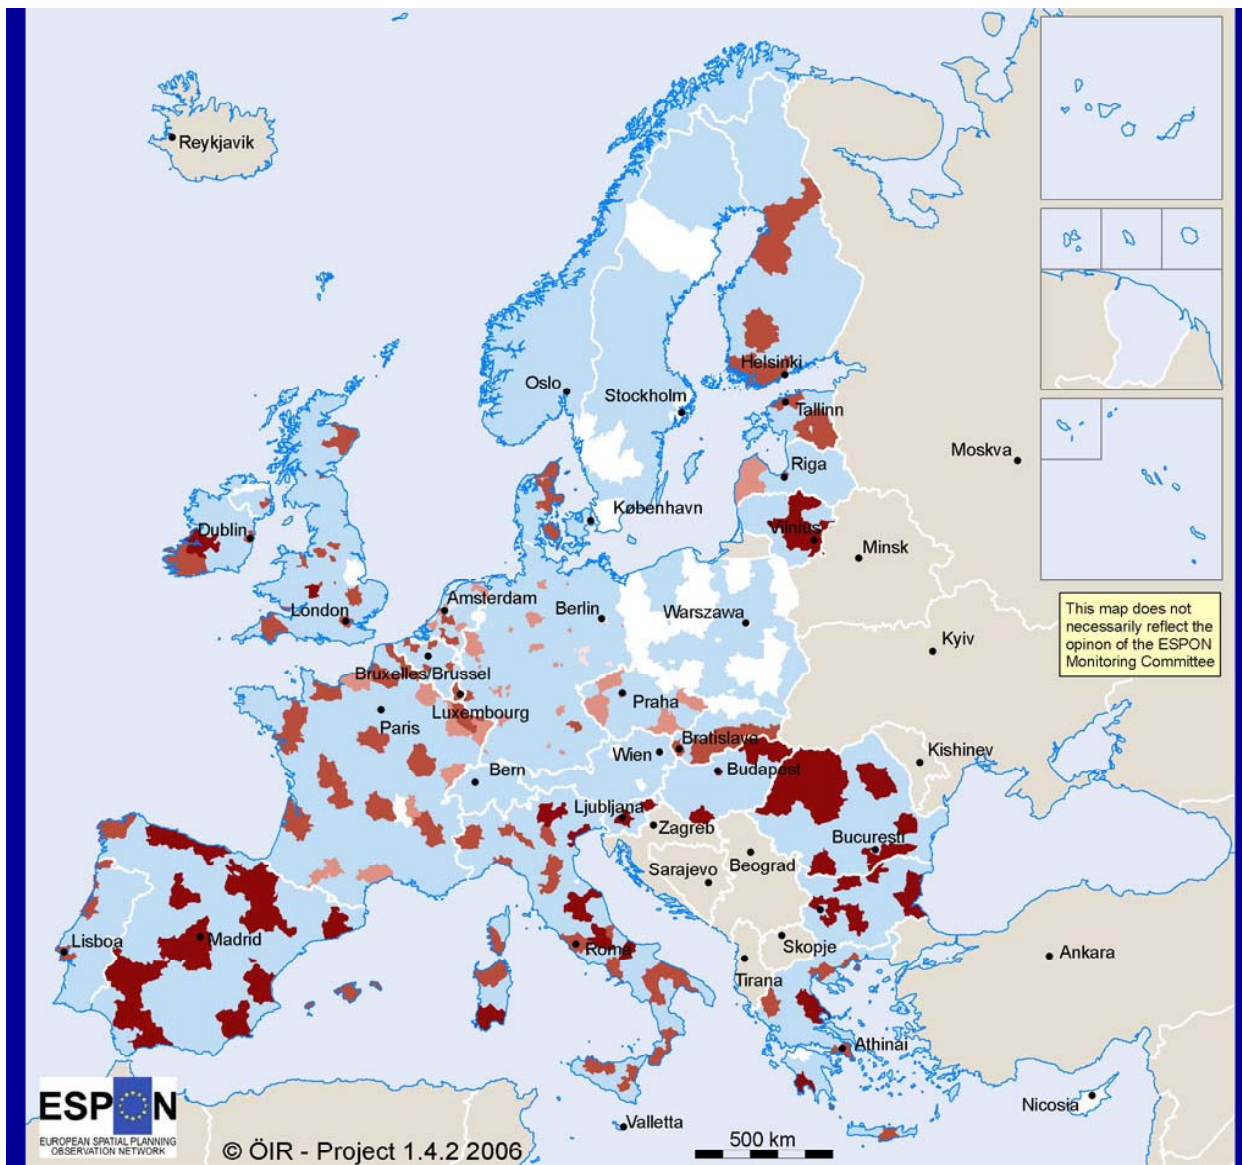 Reykjavik
Helsinki
Oslo
Stockholm
Tallinn
Moskva
Riga
København
Dublin
Vilnius
Minsk
Amsterdam
Berlin
Warszawa
London
This map does not
necessarily reflect the
opinon of the ESPON
Monitoring Committee
Kyiv
Bruxelles/Brussel
Praha
Luxembourg
Paris
Bratislava
Wien
Kishinev
Bern
Budapest
Ljubljana
Zagreb
Bucuresti
Beograd
Sarajevo
Lisboa
Madrid
Roma
Skopje
Ankara
Tirana
Athinai
Nicosia
Valletta
ESPON
EUROPEAN SPATIAL PLANNING
OBSERVATION NETWORK
© ÖIR - Project 1.4.2 2006
500 km